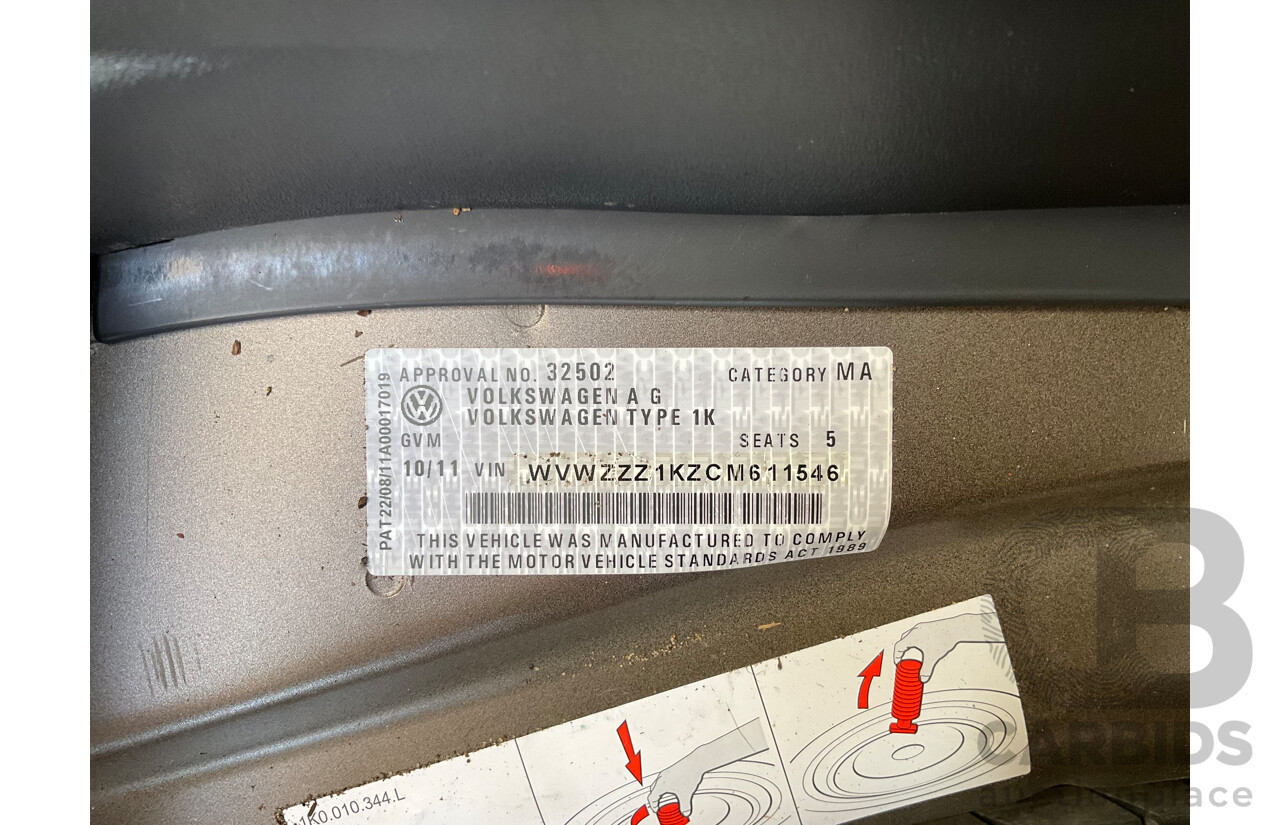 APPROVAL NO. 32502 CATEGORY MA
VOLKSWAGEN A G
VOLKSWAGEN TYPE 1K
GVM SEATS 5
10/11 VIN WVWZZZ1KZCM611546
THIS VEHICLE WAS MANUFACTURED TO COMPLY
WITH THE MOTOR VEHICLE STANDARDS ACT 1989
PAT22/08/11A00017019
1K0.010.344.L
CARBIDS